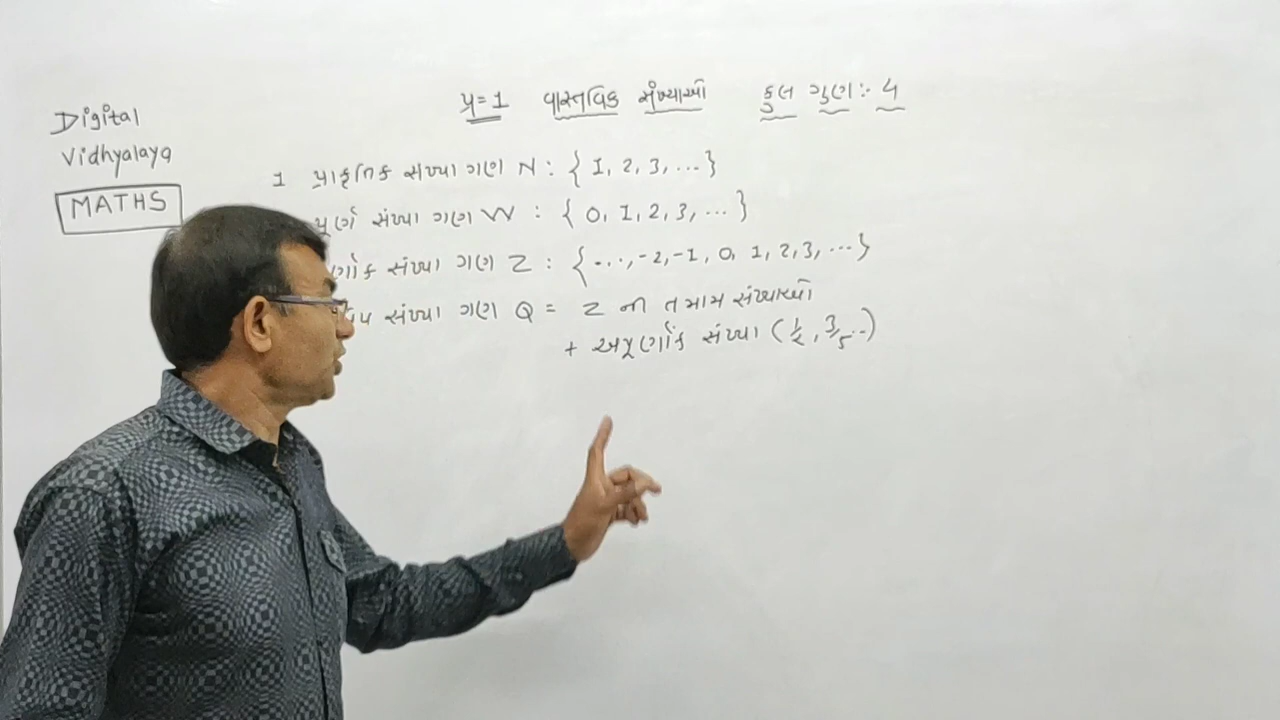 Digital
Vidhyalaya
MATHS
પ્ર=1 વાસ્તવિક સંખ્યાઓ કુલ ગુણ:- 4
1 પ્રાકૃતિક સંખ્યા ગણ N : { 1, 2, 3, ... }
પૂર્ણ સંખ્યા ગણ W : { 0, 1, 2, 3, ... }
સંખ્યા ગણ Z : { ..., -2, -1, 0, 1, 2, 3, ... }
સંખ્યા ગણ Q = Z ની તમામ સંખ્યાઓ
+ અપૂર્ણાંક સંખ્યા ( 1/2 , 3/5 .. )